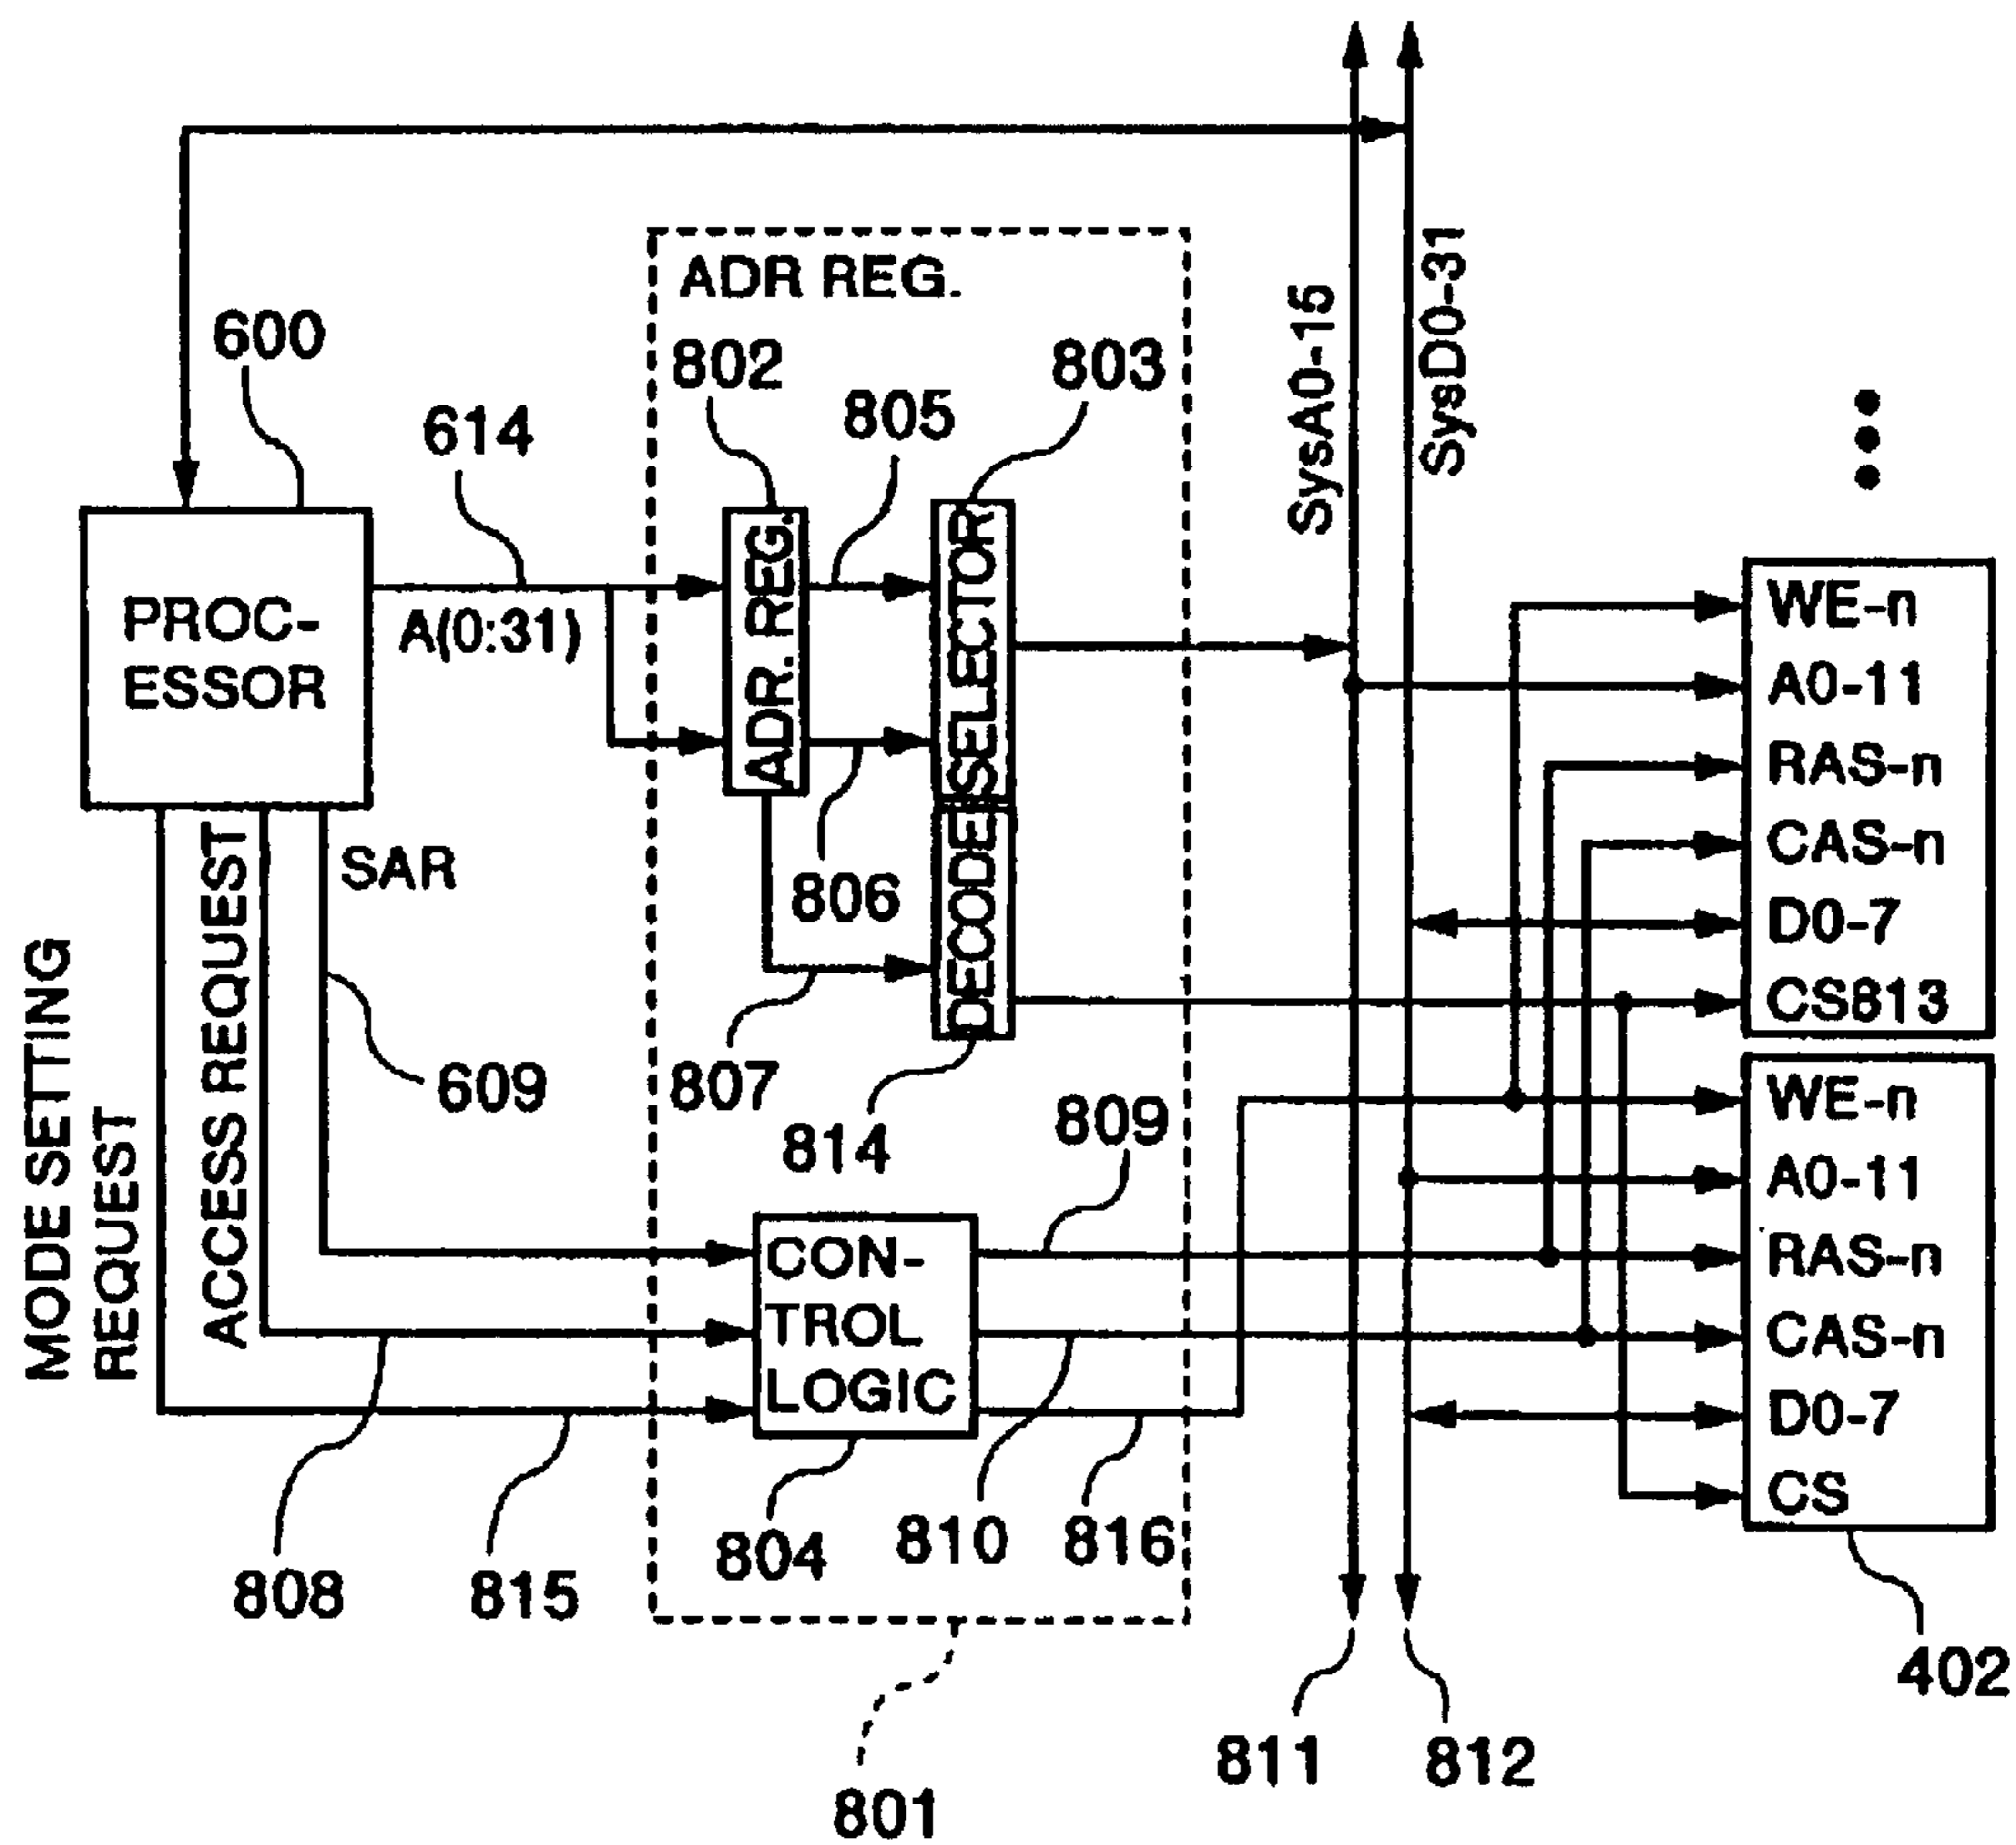 ADR REG.
600
802
803
614
805
SysA0-15
SysD0-31
PROC-
ESSOR
A(0:31)
ADR. REG.
SELECTOR
DECODE
806
SAR
807
609
814
MODE SETTING
REQUEST
ACCESS REQUEST
809
CON-
TROL
LOGIC
WE-n
A0-11
RAS-n
CAS-n
D0-7
CS813
WE-n
A0-11
RAS-n
CAS-n
D0-7
CS
808
815
804
810
816
402
811
812
801